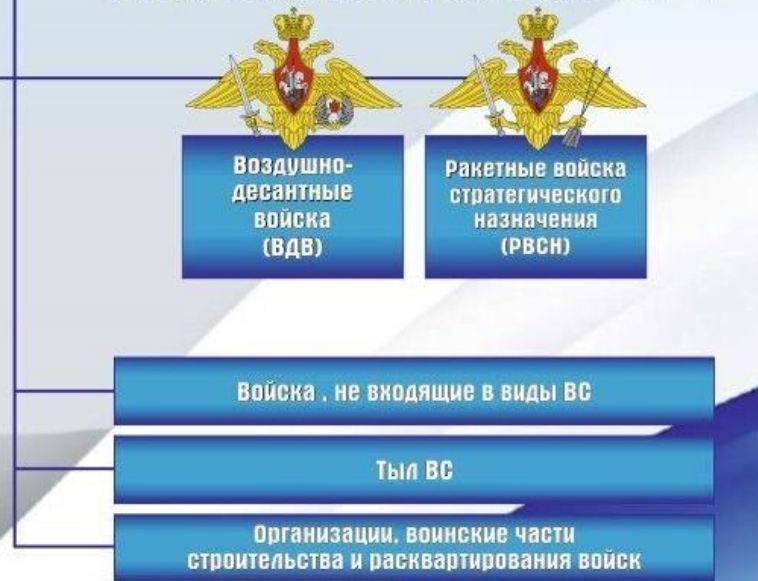 Воздушно-
десантные
войска
(ВДВ)
Ракетные войска
стратегического
назначения
(РВСН)
Войска , не входящие в виды ВС
Тыл ВС
Организации, воинские части
строительства и расквартирования войск